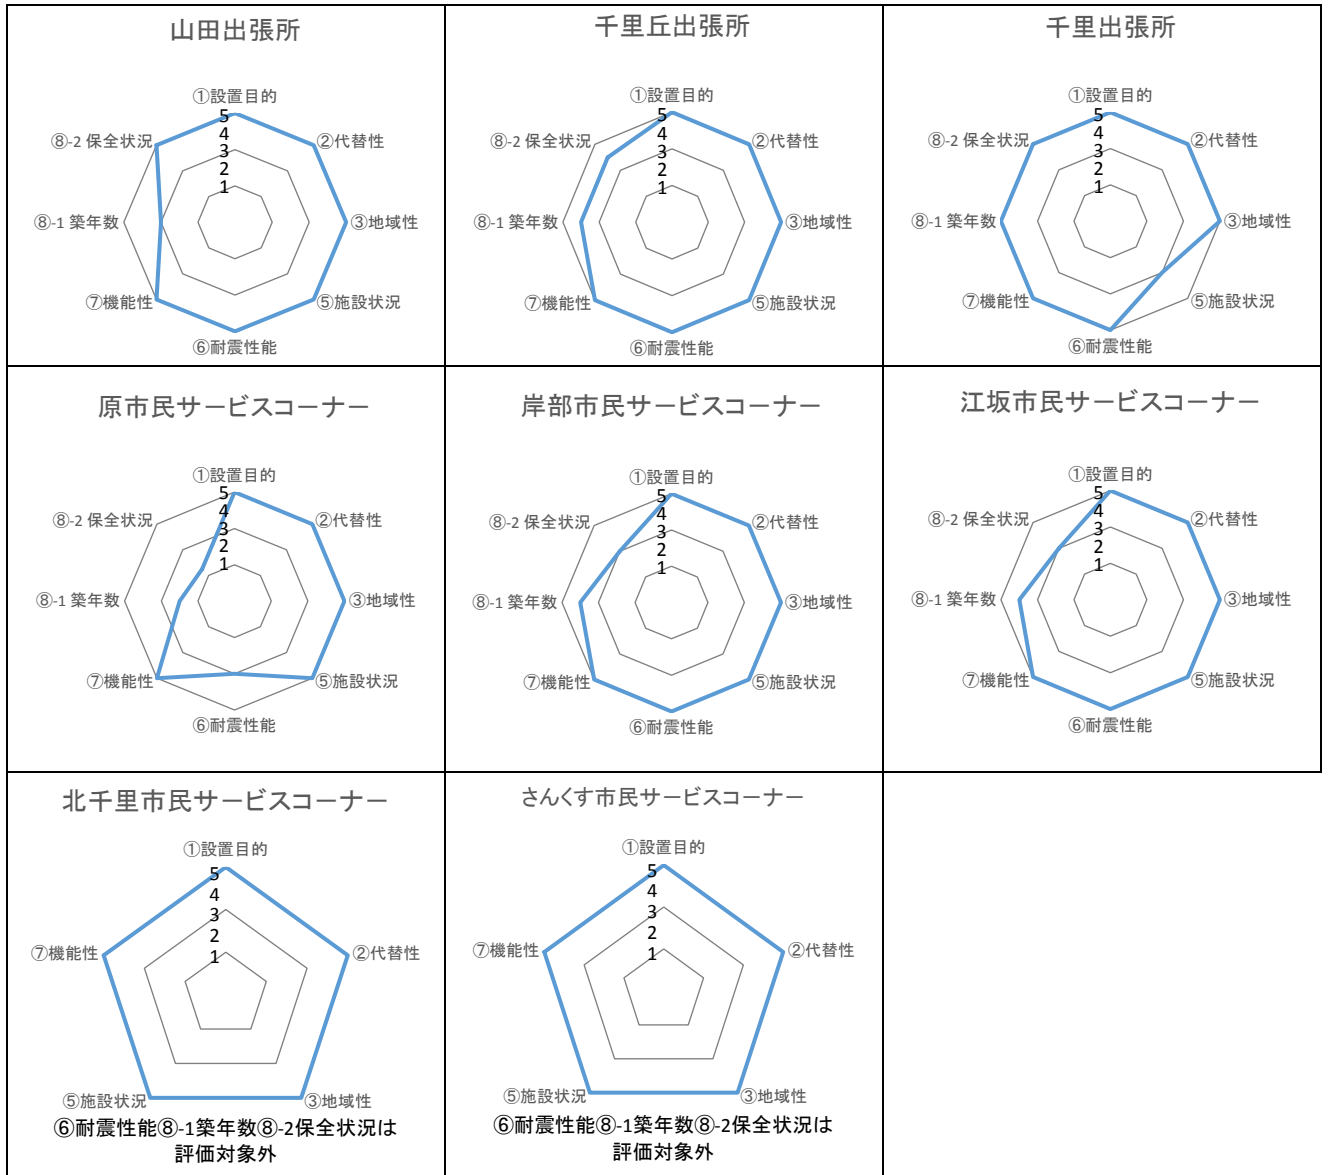 山田出張所
①設置目的
5
4
3
2
1
②代替性
③地域性
⑤施設状況
⑥耐震性能
⑦機能性
⑧-1 築年数
⑧-2 保全状況
千里丘出張所
①設置目的
5
4
3
2
1
②代替性
③地域性
⑤施設状況
⑥耐震性能
⑦機能性
⑧-1 築年数
⑧-2 保全状況
千里出張所
①設置目的
5
4
3
2
1
②代替性
③地域性
⑤施設状況
⑥耐震性能
⑦機能性
⑧-1 築年数
⑧-2 保全状況
原市民サービスコーナー
①設置目的
5
4
3
2
1
②代替性
③地域性
⑤施設状況
⑥耐震性能
⑦機能性
⑧-1 築年数
⑧-2 保全状況
岸部市民サービスコーナー
①設置目的
5
4
3
2
1
②代替性
③地域性
⑤施設状況
⑥耐震性能
⑦機能性
⑧-1 築年数
⑧-2 保全状況
江坂市民サービスコーナー
①設置目的
5
4
3
2
1
②代替性
③地域性
⑤施設状況
⑥耐震性能
⑦機能性
⑧-1 築年数
⑧-2 保全状況
北千里市民サービスコーナー
①設置目的
5
4
3
2
1
②代替性
③地域性
⑤施設状況
⑦機能性
⑥耐震性能⑧-1築年数⑧-2保全状況は
評価対象外
さんくす市民サービスコーナー
①設置目的
5
4
3
2
1
②代替性
③地域性
⑤施設状況
⑦機能性
⑥耐震性能⑧-1築年数⑧-2保全状況は
評価対象外